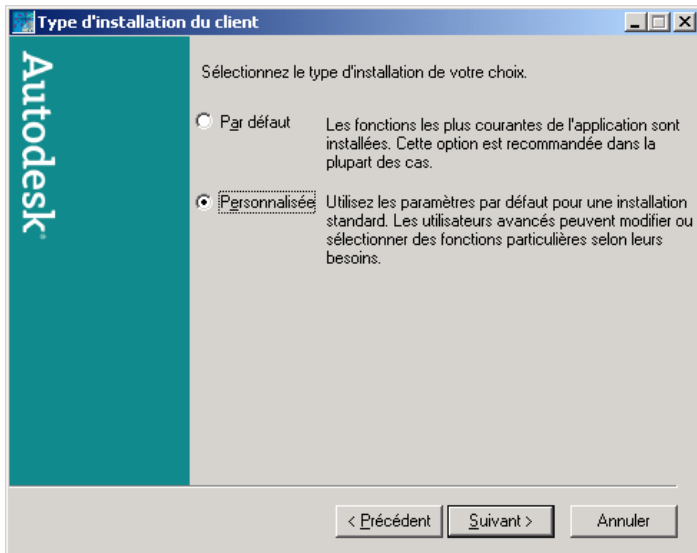 Type d'installation du client
Autodesk®
Sélectionnez le type d'installation de votre choix.
Par défaut
Les fonctions les plus courantes de l'application sont
installées. Cette option est recommandée dans la
plupart des cas.
Personnalisée
Utilisez les paramètres par défaut pour une installation
standard. Les utilisateurs avancés peuvent modifier ou
sélectionner des fonctions particulières selon leurs
besoins.
< Précédent
Suivant >
Annuler